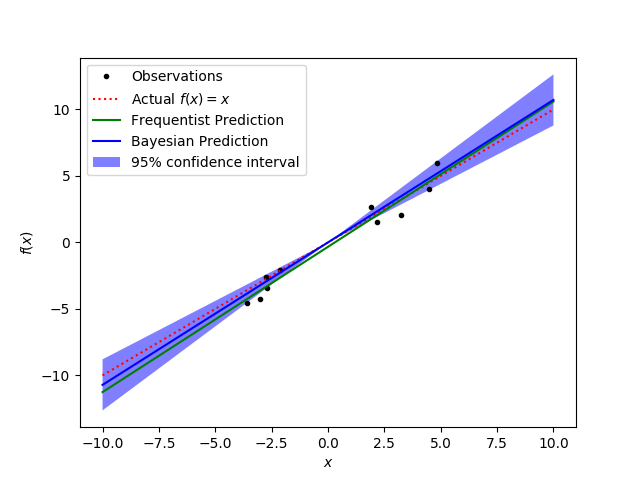 Observations
Actual f(x) = x
Frequentist Prediction
Bayesian Prediction
95% confidence interval
10
5
0
−5
−10
f(x)
−10.0 −7.5 −5.0 −2.5 0.0 2.5 5.0 7.5 10.0
x